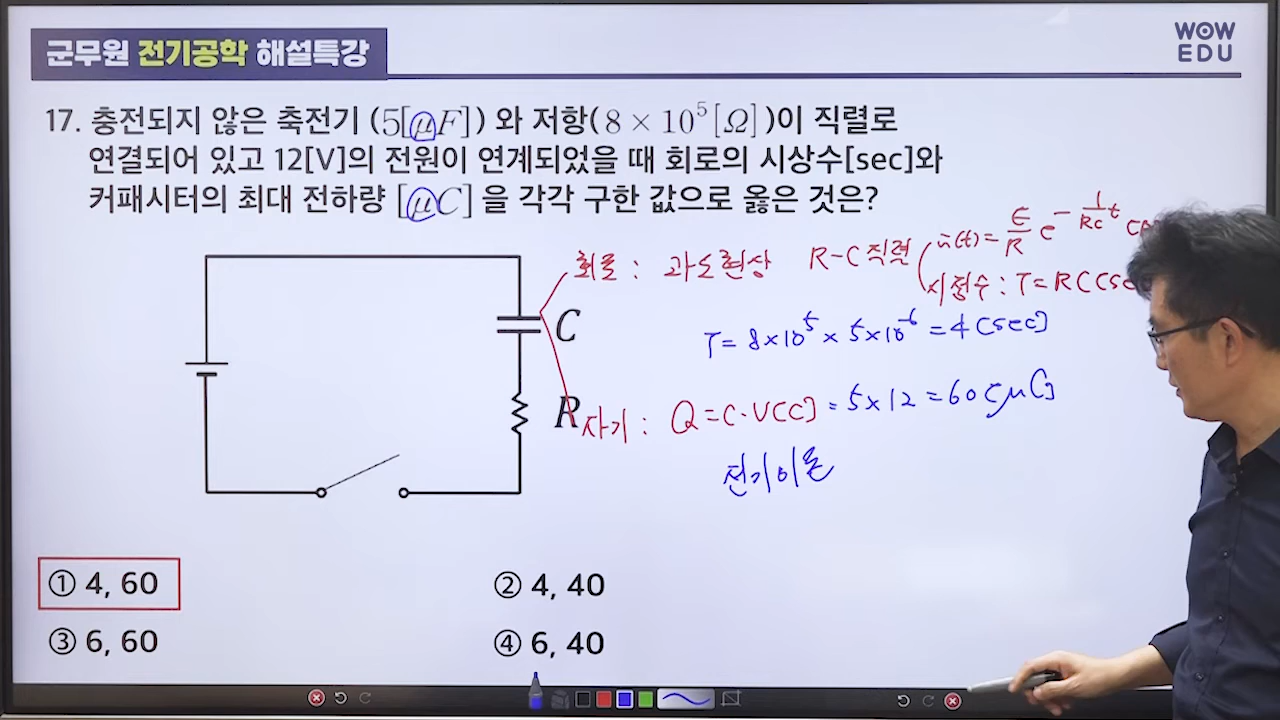 군무원 전기공학 해설특강
WOW
EDU
17. 충전되지 않은 축전기 (5[μF]) 와 저항(8 × 10⁵[Ω])이 직렬로
연결되어 있고 12[V]의 전원이 연계되었을 때 회로의 시상수[sec]와
커패시터의 최대 전하량 [μC] 을 각각 구한 값으로 옳은 것은?
회로 : 과도현상 R-C 직렬 i(t) = E/R e^(-1/RC t)
시정수 : T = RC [sec
T = 8×10⁵ × 5×10⁻⁶ = 4 [sec]
C
R
자기 : Q = C·V[C] = 5×12 = 60 [μC]
전기이론
① 4, 60
② 4, 40
③ 6, 60
④ 6, 40